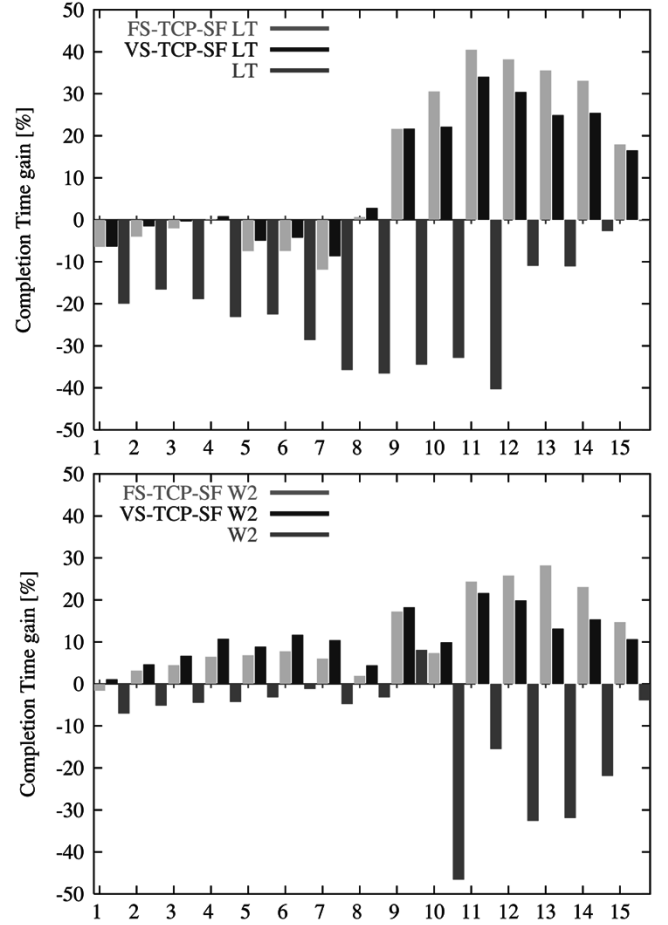 50
FS-TCP-SF LT
40
VS-TCP-SF LT
LT
30
20
10
0
-10
-20
-30
-40
-50
Completion Time gain [%]
1 2 3 4 5 6 7 8 9 10 11 12 13 14 15
50
FS-TCP-SF W2
40
VS-TCP-SF W2
W2
30
20
10
0
-10
-20
-30
-40
-50
Completion Time gain [%]
1 2 3 4 5 6 7 8 9 10 11 12 13 14 15